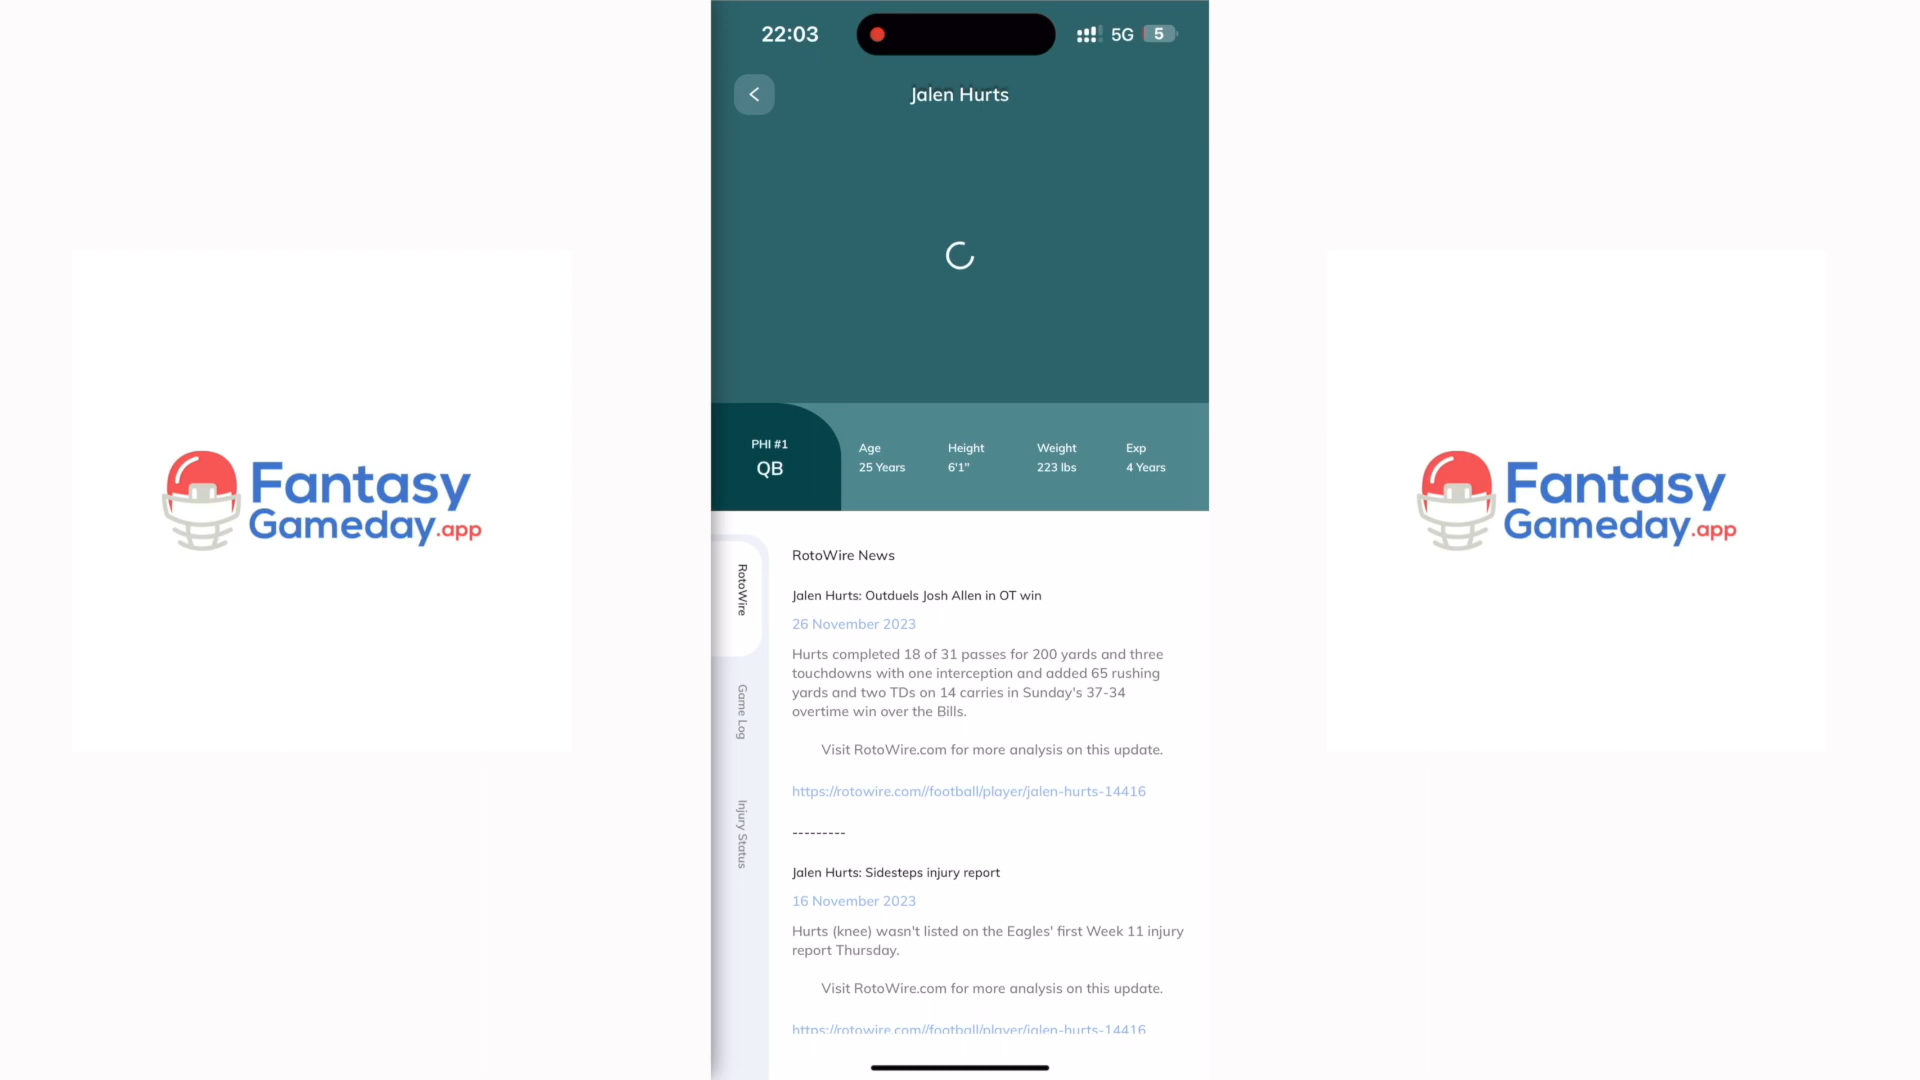 22:03
5G
5
Jalen Hurts
PHI #1
QB
Age
25 Years
Height
6'1"
Weight
223 lbs
Exp
4 Years
Fantasy
Gameday.app
RotoWire
Game Log
Injury Status
RotoWire News
Jalen Hurts: Outduels Josh Allen in OT win
26 November 2023
Hurts completed 18 of 31 passes for 200 yards and three
touchdowns with one interception and added 65 rushing
yards and two TDs on 14 carries in Sunday's 37-34
overtime win over the Bills.
Visit RotoWire.com for more analysis on this update.
https://rotowire.com//football/player/jalen-hurts-14416
---------
Jalen Hurts: Sidesteps injury report
16 November 2023
Hurts (knee) wasn't listed on the Eagles' first Week 11 injury
report Thursday.
Visit RotoWire.com for more analysis on this update.
https://rotowire.com//football/player/jalen-hurts-14416
Fantasy
Gameday.app